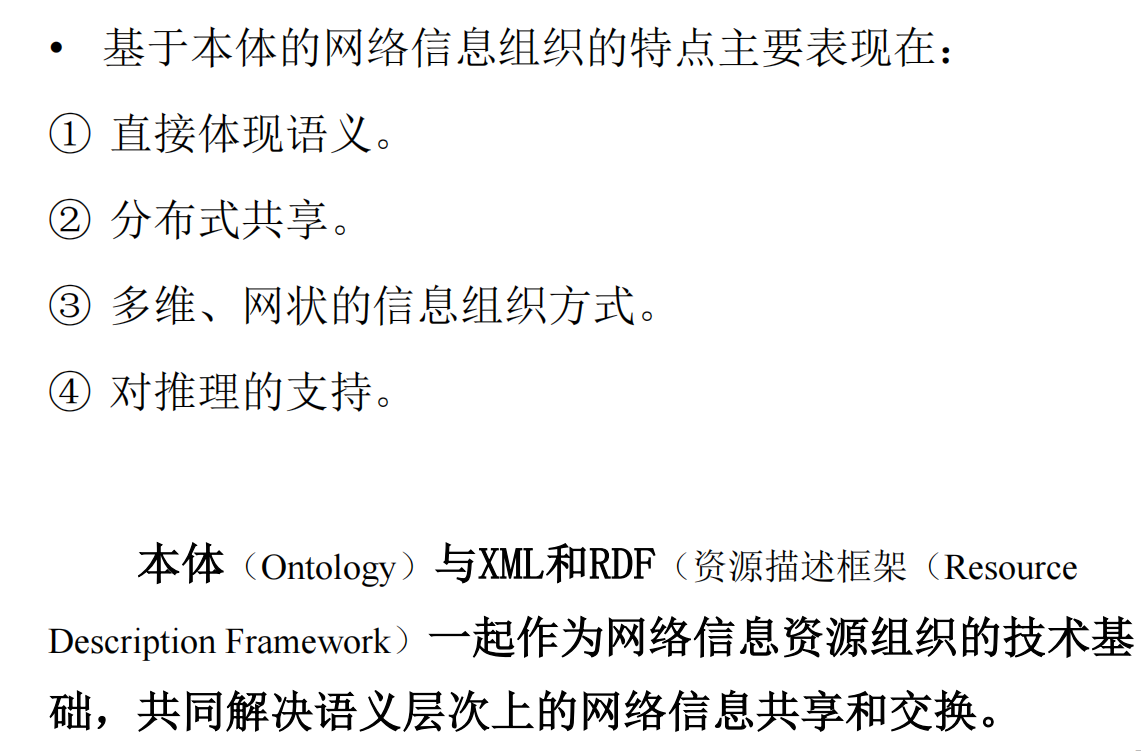 • 基于本体的网络信息组织的特点主要表现在：
① 直接体现语义。
② 分布式共享。
③ 多维、网状的信息组织方式。
④ 对推理的支持。
本体（Ontology）与XML和RDF（资源描述框架（Resource
Description Framework）一起作为网络信息资源组织的技术基
础，共同解决语义层次上的网络信息共享和交换。